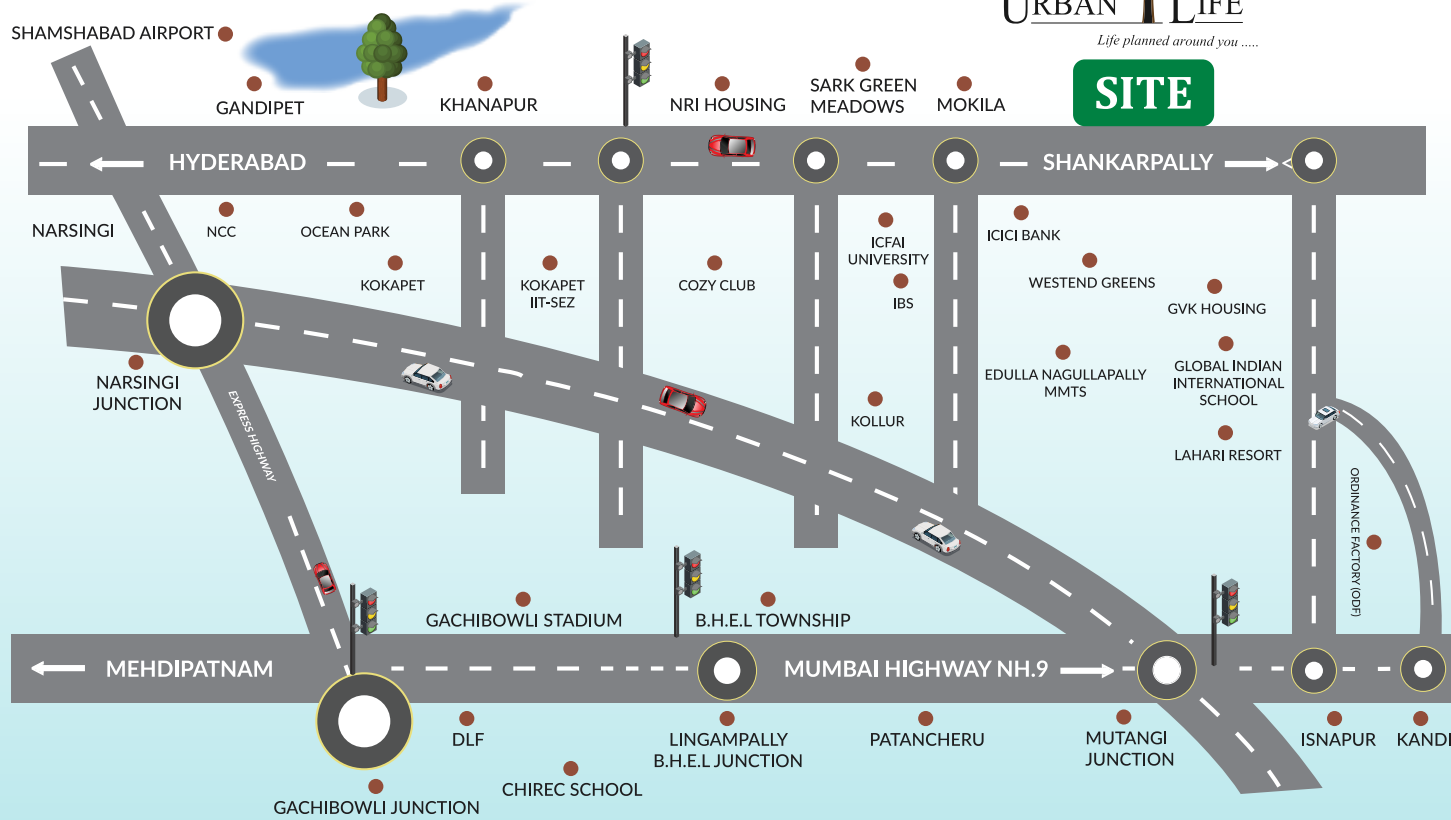 URBAN LIFE
Life planned around you .....
SITE
SHAMSHABAD AIRPORT
GANDIPET
KHANAPUR
NRI HOUSING
SARK GREEN
MEADOWS
MOKILA
HYDERABAD
SHANKARPALLY
NARSINGI
NCC
OCEAN PARK
KOKAPET
KOKAPET
IIT-SEZ
COZY CLUB
ICFAI
UNIVERSITY
IBS
ICICI BANK
WESTEND GREENS
GVK HOUSING
EDULLA NAGULLAPALLY
MMTS
GLOBAL INDIAN
INTERNATIONAL
SCHOOL
KOLLUR
LAHARI RESORT
NARSINGI
JUNCTION
EXPRESS HIGHWAY
ORDINANCE FACTORY (ODF)
GACHIBOWLI STADIUM
B.H.E.L TOWNSHIP
MEHDIPATNAM
MUMBAI HIGHWAY NH.9
DLF
LINGAMPALLY
B.H.E.L JUNCTION
PATANCHERU
MUTANGI
JUNCTION
ISNAPUR
KANDI
CHIREC SCHOOL
GACHIBOWLI JUNCTION